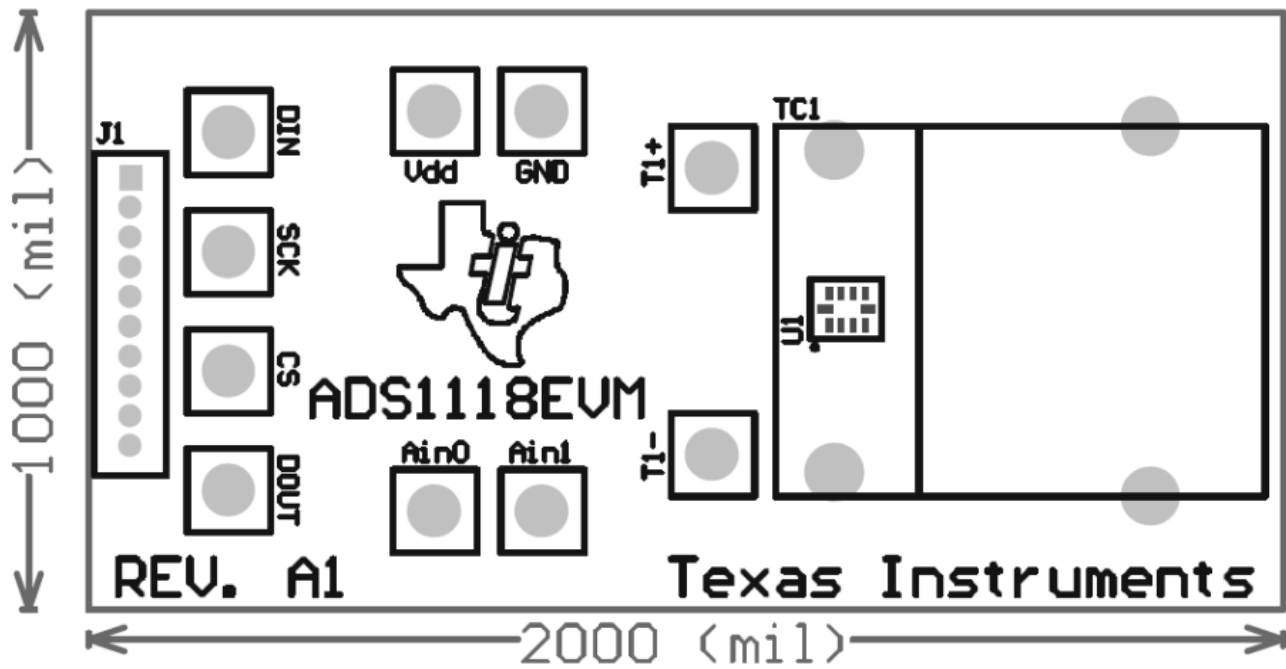 1000 (mil)
J1
DIN
SCK
CS
DOUT
Vdd
GND
ADS1118EVM
Ain0
Ain1
T1+
T1-
TC1
U1
REV. A1
Texas Instruments
2000 (mil)